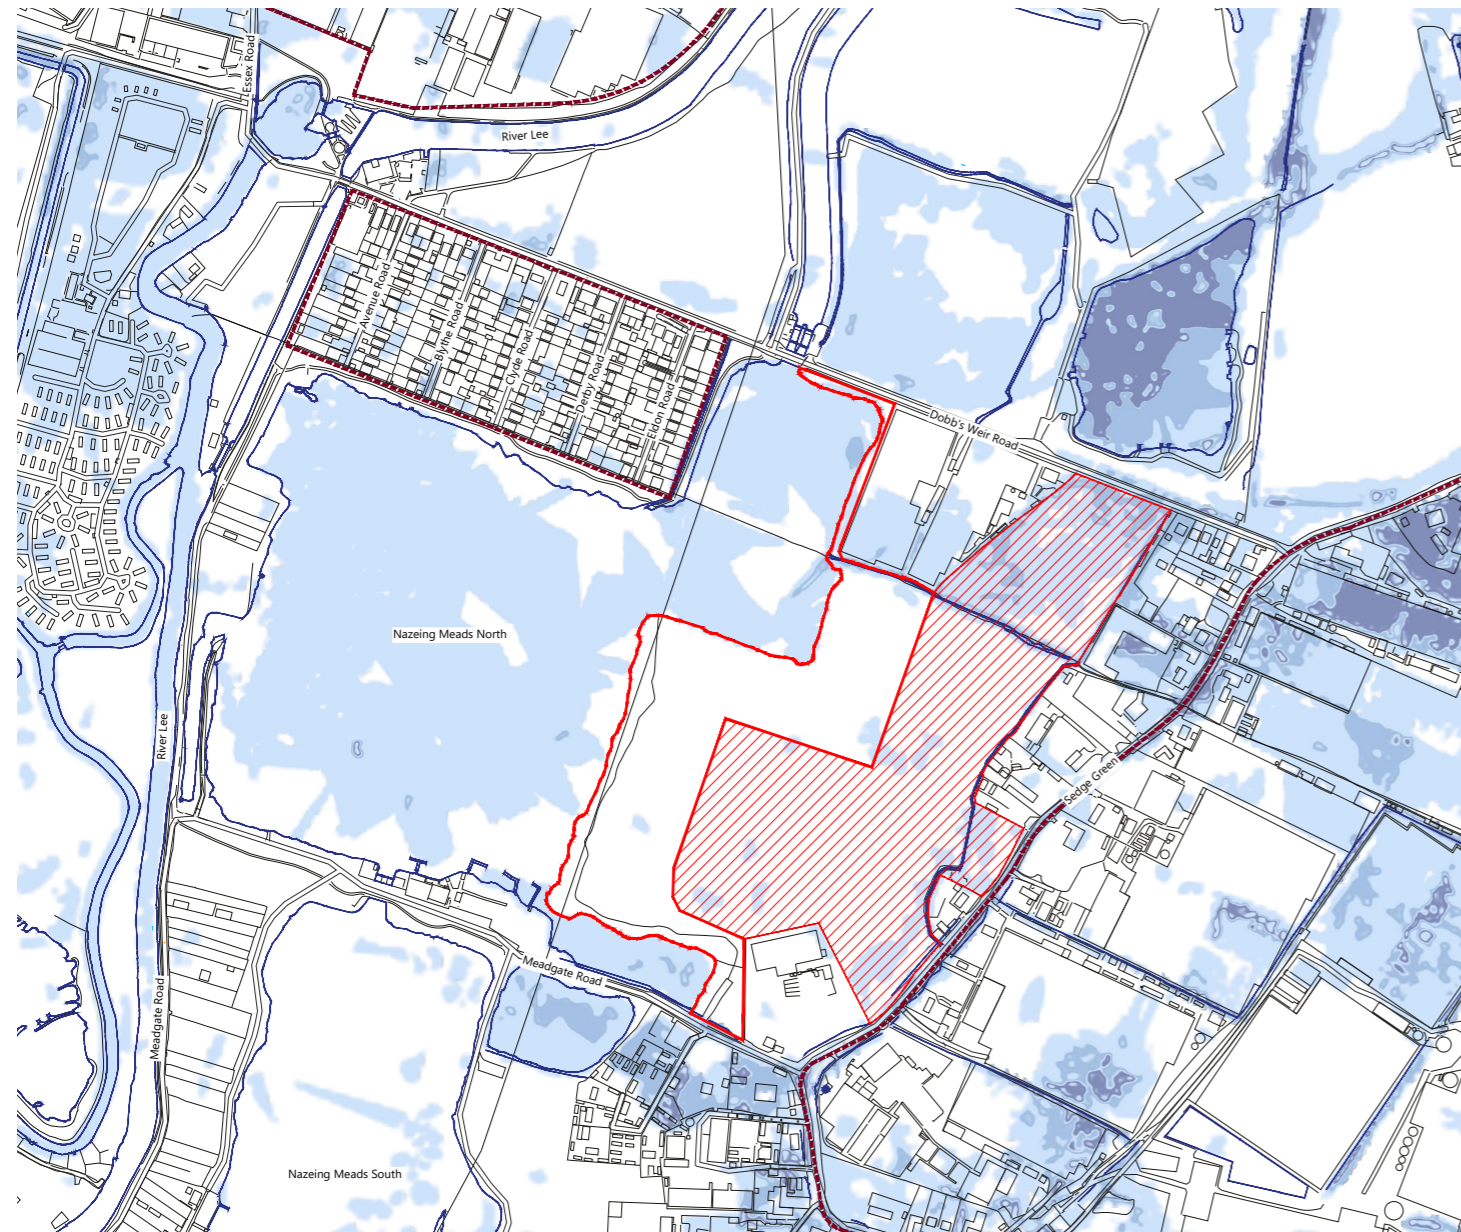 Essex Road
River Lee
Avenue Road
Blythe Road
Clyde Road
Derby Road
Eldon Road
Dobb's Weir Road
Nazeing Meads North
River Lee
Sedge Green
Meadgate Road
Meadgate Road
Nazeing Meads South